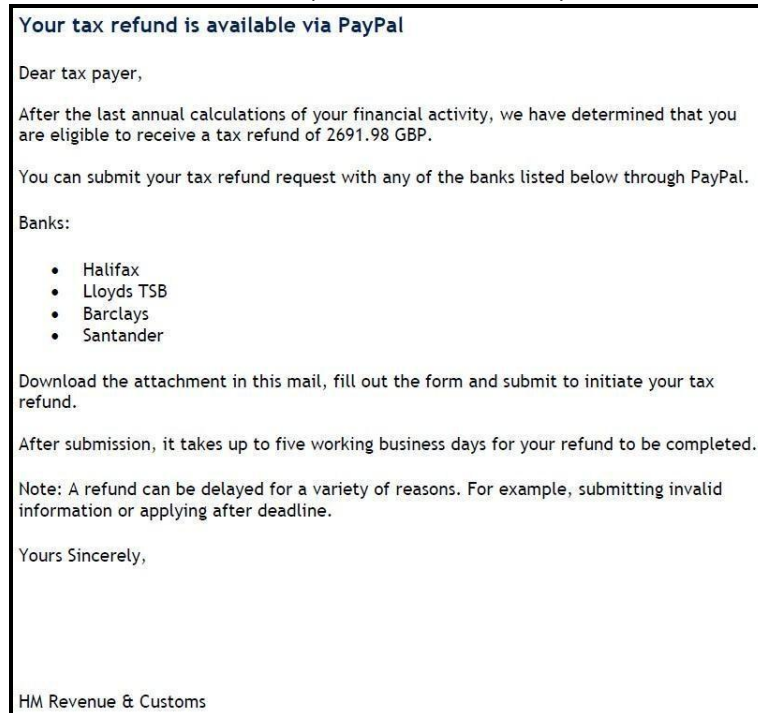 Your tax refund is available via PayPal
Dear tax payer,
After the last annual calculations of your financial activity, we have determined that you
are eligible to receive a tax refund of 2691.98 GBP.
You can submit your tax refund request with any of the banks listed below through PayPal.
Banks:
• Halifax
• Lloyds TSB
• Barclays
• Santander
Download the attachment in this mail, fill out the form and submit to initiate your tax
refund.
After submission, it takes up to five working business days for your refund to be completed.
Note: A refund can be delayed for a variety of reasons. For example, submitting invalid
information or applying after deadline.
Yours Sincerely,
HM Revenue & Customs